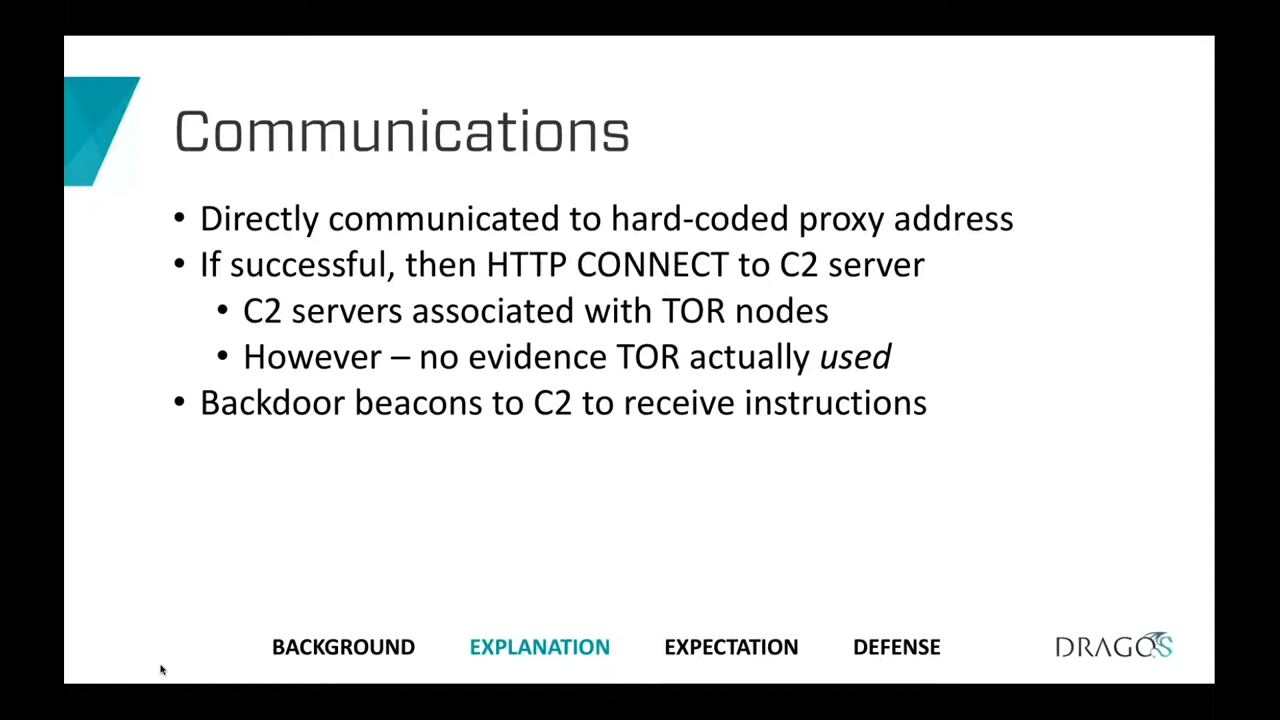 Communications
• Directly communicated to hard-coded proxy address
• If successful, then HTTP CONNECT to C2 server
• C2 servers associated with TOR nodes
• However – no evidence TOR actually used
• Backdoor beacons to C2 to receive instructions
BACKGROUND EXPLANATION EXPECTATION DEFENSE DRAGOS